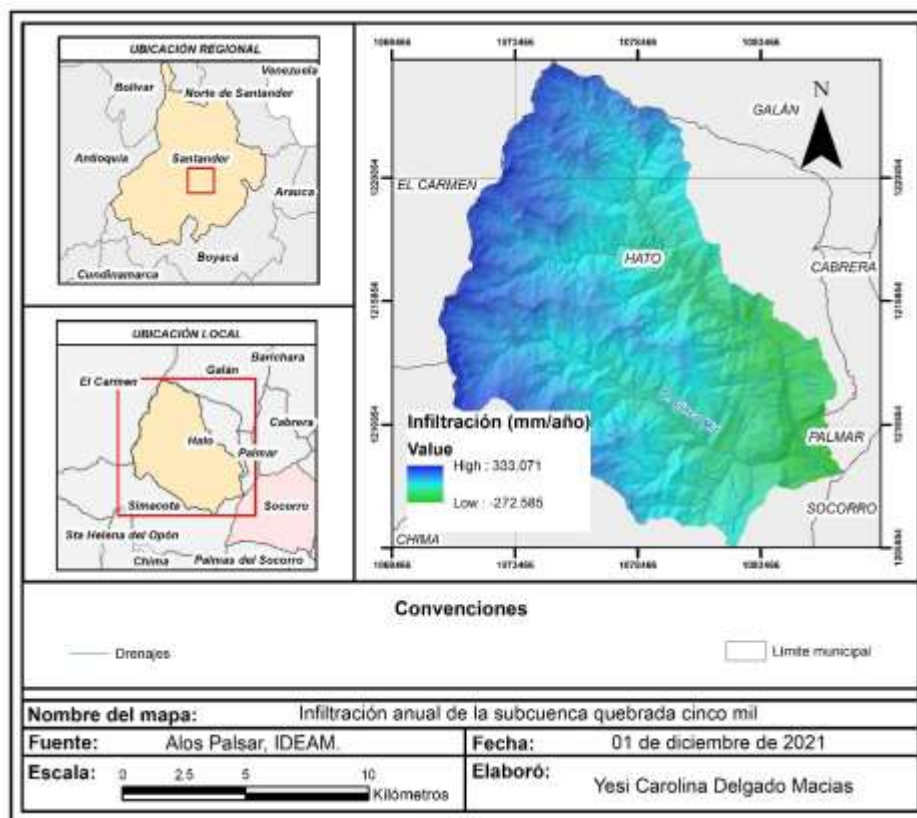 UBICACIÓN REGIONAL
Bolivar
Venezuela
Norte de Santander
Antioquia
Santander
Arauca
Boyacá
Cundinamarca
UBICACIÓN LOCAL
Barichara
Galán
El Carmen
Cabrera
Hato
Palmar
Simacota
Socorro
Sta Helena del Opón
Chima
Palmas del Socorro
N
GALÁN
EL CARMEN
HATO
CABRERA
PALMAR
SOCORRO
CHIMA
Infiltración (mm/año)
Value
High : 333.071
Low : -272.585
Convenciones
Drenajes
Límite municipal
Nombre del mapa: Infiltración anual de la subcuenca quebrada cinco mil
Fuente: Alos Palsar, IDEAM.
Fecha: 01 de diciembre de 2021
Escala: 0 2.5 5 10
Kilómetros
Elaboró: Yesi Carolina Delgado Macias